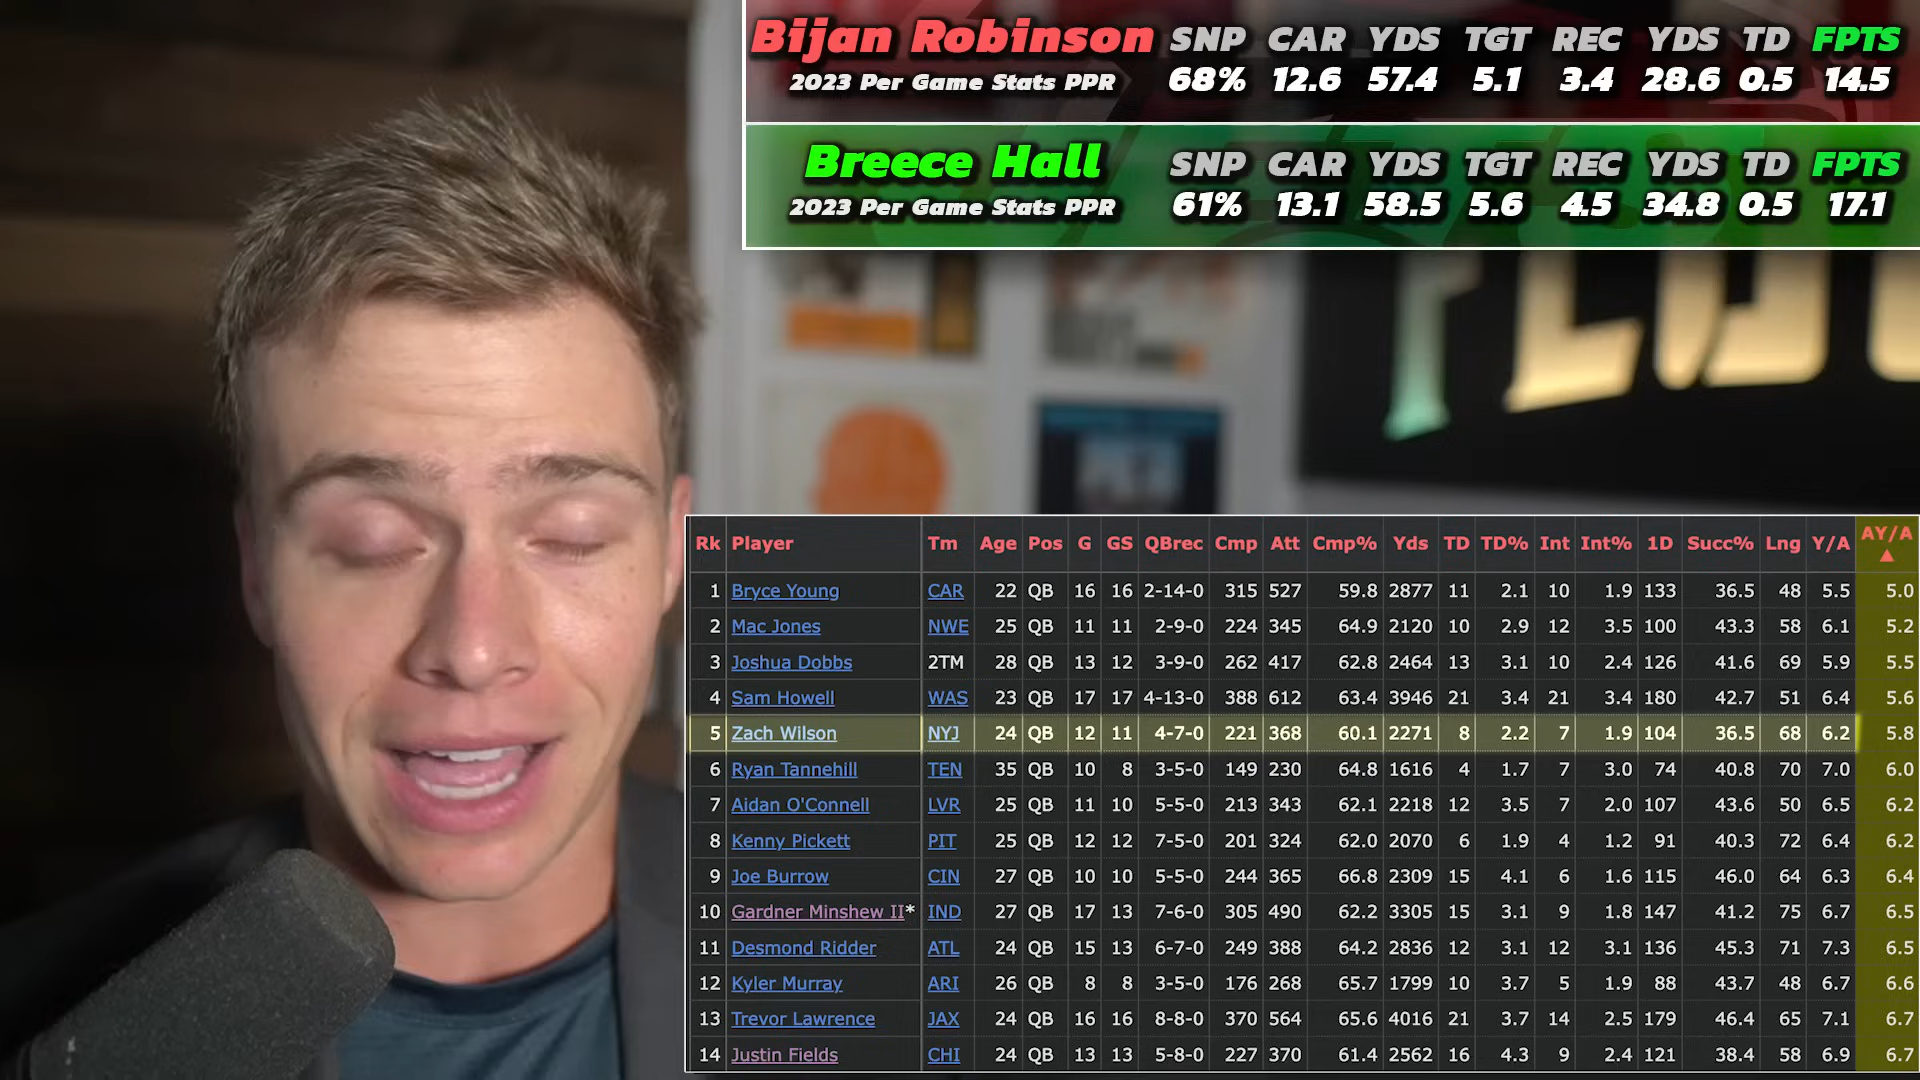 Bijan Robinson SNP CAR YDS TGT REC YDS TD FPTS
2023 Per Game Stats PPR 68% 12.6 57.4 5.1 3.4 28.6 0.5 14.5
Breece Hall SNP CAR YDS TGT REC YDS TD FPTS
2023 Per Game Stats PPR 61% 13.1 58.5 5.6 4.5 34.8 0.5 17.1
Rk Player Tm Age Pos G GS QBrec Cmp Att Cmp% Yds TD TD% Int Int% 1D Succ% Lng Y/A AY/A ▲
1 Bryce Young CAR 22 QB 16 16 2-14-0 315 527 59.8 2877 11 2.1 10 1.9 133 36.5 48 5.5 5.0
2 Mac Jones NWE 25 QB 11 11 2-9-0 224 345 64.9 2120 10 2.9 12 3.5 100 43.3 58 6.1 5.2
3 Joshua Dobbs 2TM 28 QB 13 12 3-9-0 262 417 62.8 2464 13 3.1 10 2.4 126 41.6 69 5.9 5.5
4 Sam Howell WAS 23 QB 17 17 4-13-0 388 612 63.4 3946 21 3.4 21 3.4 180 42.7 51 6.4 5.6
5 Zach Wilson NYJ 24 QB 12 11 4-7-0 221 368 60.1 2271 8 2.2 7 1.9 104 36.5 68 6.2 5.8
6 Ryan Tannehill TEN 35 QB 10 8 3-5-0 149 230 64.8 1616 4 1.7 7 3.0 74 40.8 70 7.0 6.0
7 Aidan O'Connell LVR 25 QB 11 10 5-5-0 213 343 62.1 2218 12 3.5 7 2.0 107 43.6 50 6.5 6.2
8 Kenny Pickett PIT 25 QB 12 12 7-5-0 201 324 62.0 2070 6 1.9 4 1.2 91 40.3 72 6.4 6.2
9 Joe Burrow CIN 27 QB 10 10 5-5-0 244 365 66.8 2309 15 4.1 6 1.6 115 46.0 64 6.3 6.4
10 Gardner Minshew II* IND 27 QB 17 13 7-6-0 305 490 62.2 3305 15 3.1 9 1.8 147 41.2 75 6.7 6.5
11 Desmond Ridder ATL 24 QB 15 13 6-7-0 249 388 64.2 2836 12 3.1 12 3.1 136 45.3 71 7.3 6.5
12 Kyler Murray ARI 26 QB 8 8 3-5-0 176 268 65.7 1799 10 3.7 5 1.9 88 43.7 48 6.7 6.6
13 Trevor Lawrence JAX 24 QB 16 16 8-8-0 370 564 65.6 4016 21 3.7 14 2.5 179 46.4 65 7.1 6.7
14 Justin Fields CHI 24 QB 13 13 5-8-0 227 370 61.4 2562 16 4.3 9 2.4 121 38.4 58 6.9 6.7